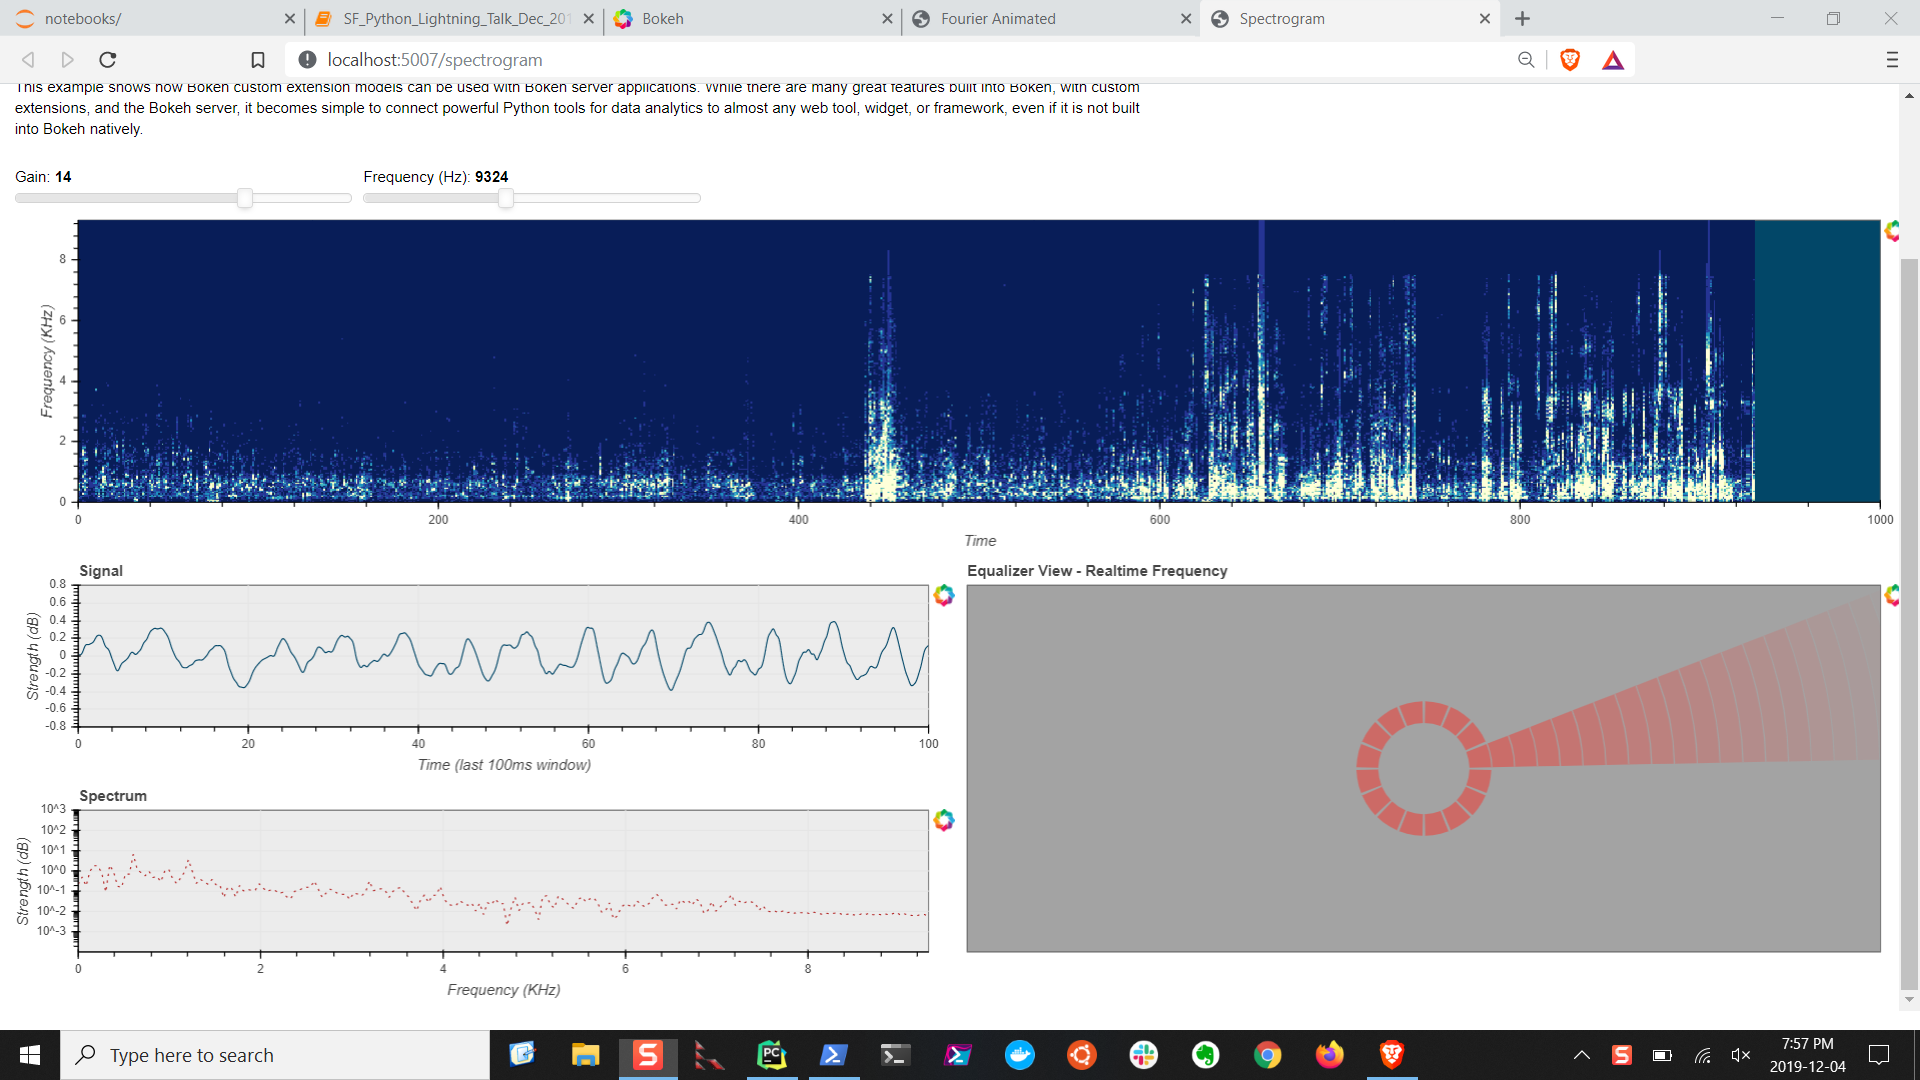 notebooks/
SF_Python_Lightning_Talk_Dec_201
Bokeh
Fourier Animated
Spectrogram
localhost:5007/spectrogram
This example shows how Bokeh custom extension models can be used with Bokeh server applications. While there are many great features built into Bokeh, with custom
extensions, and the Bokeh server, it becomes simple to connect powerful Python tools for data analytics to almost any web tool, widget, or framework, even if it is not built
into Bokeh natively.
Gain: 14
Frequency (Hz): 9324
Frequency (KHz)
8
6
4
2
0
0
200
400
600
800
1000
Time
Signal
Strength (dB)
0.8
0.6
0.4
0.2
0
-0.2
-0.4
-0.6
-0.8
0
20
40
60
80
100
Time (last 100ms window)
Equalizer View - Realtime Frequency
Spectrum
Strength (dB)
10^3
10^2
10^1
10^0
10^-1
10^-2
10^-3
0
2
4
6
8
Frequency (KHz)
Type here to search
S
PC
S
7:57 PM
2019-12-04